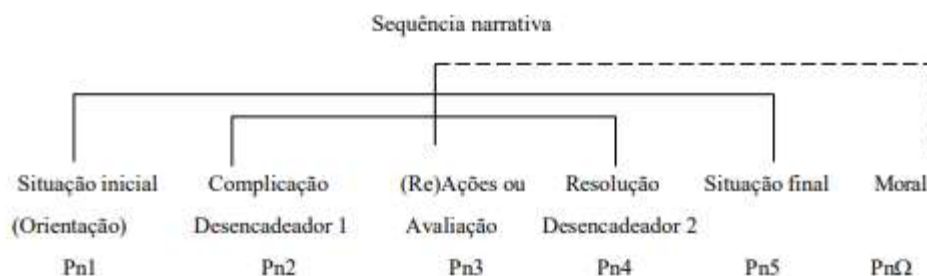 Sequência narrativa
Situação inicial Complicação (Re)Ações ou Resolução Situação final Moral
(Orientação) Desencadeador 1 Avaliação Desencadeador 2
Pn1 Pn2 Pn3 Pn4 Pn5 PnΩ